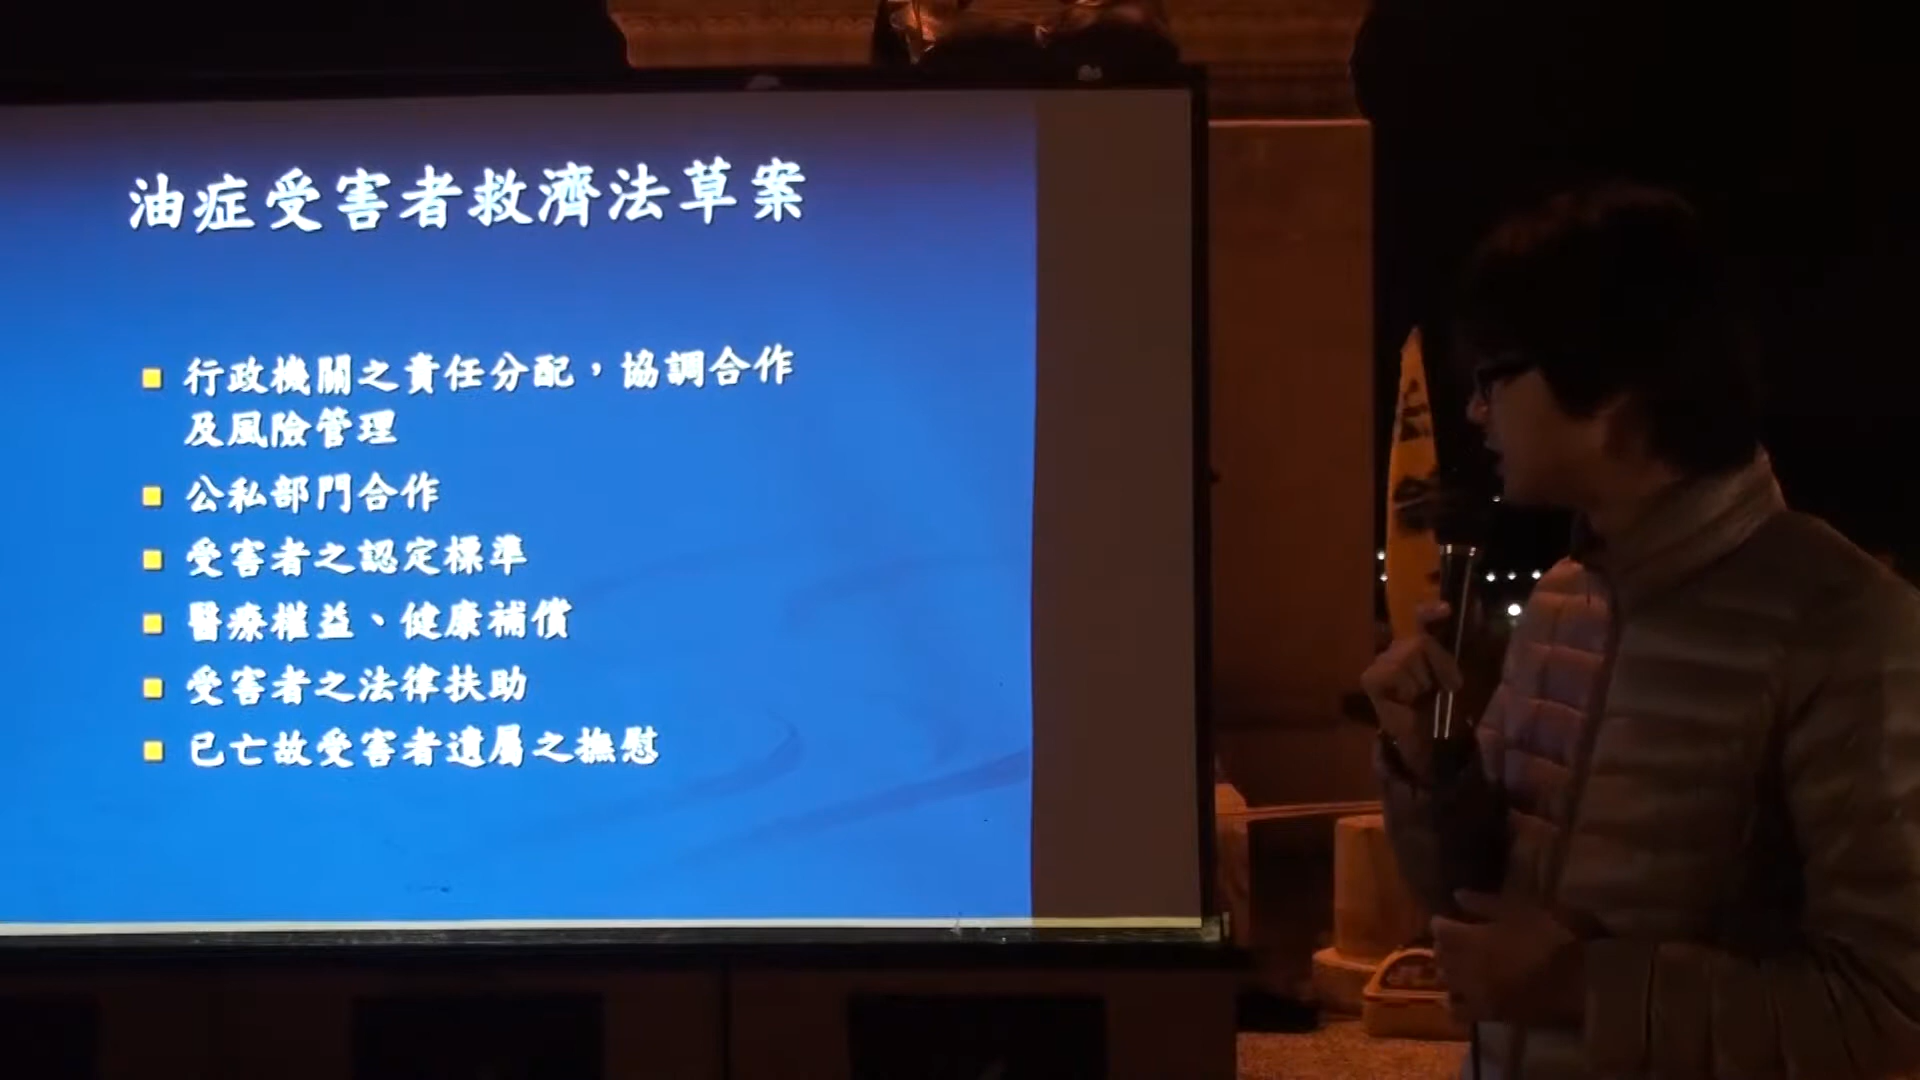 油症受害者救濟法草案
行政機關之責任分配，協調合作
及風險管理
公私部門合作
受害者之認定標準
醫療權益、健康補償
受害者之法律扶助
已亡故受害者遺屬之撫慰